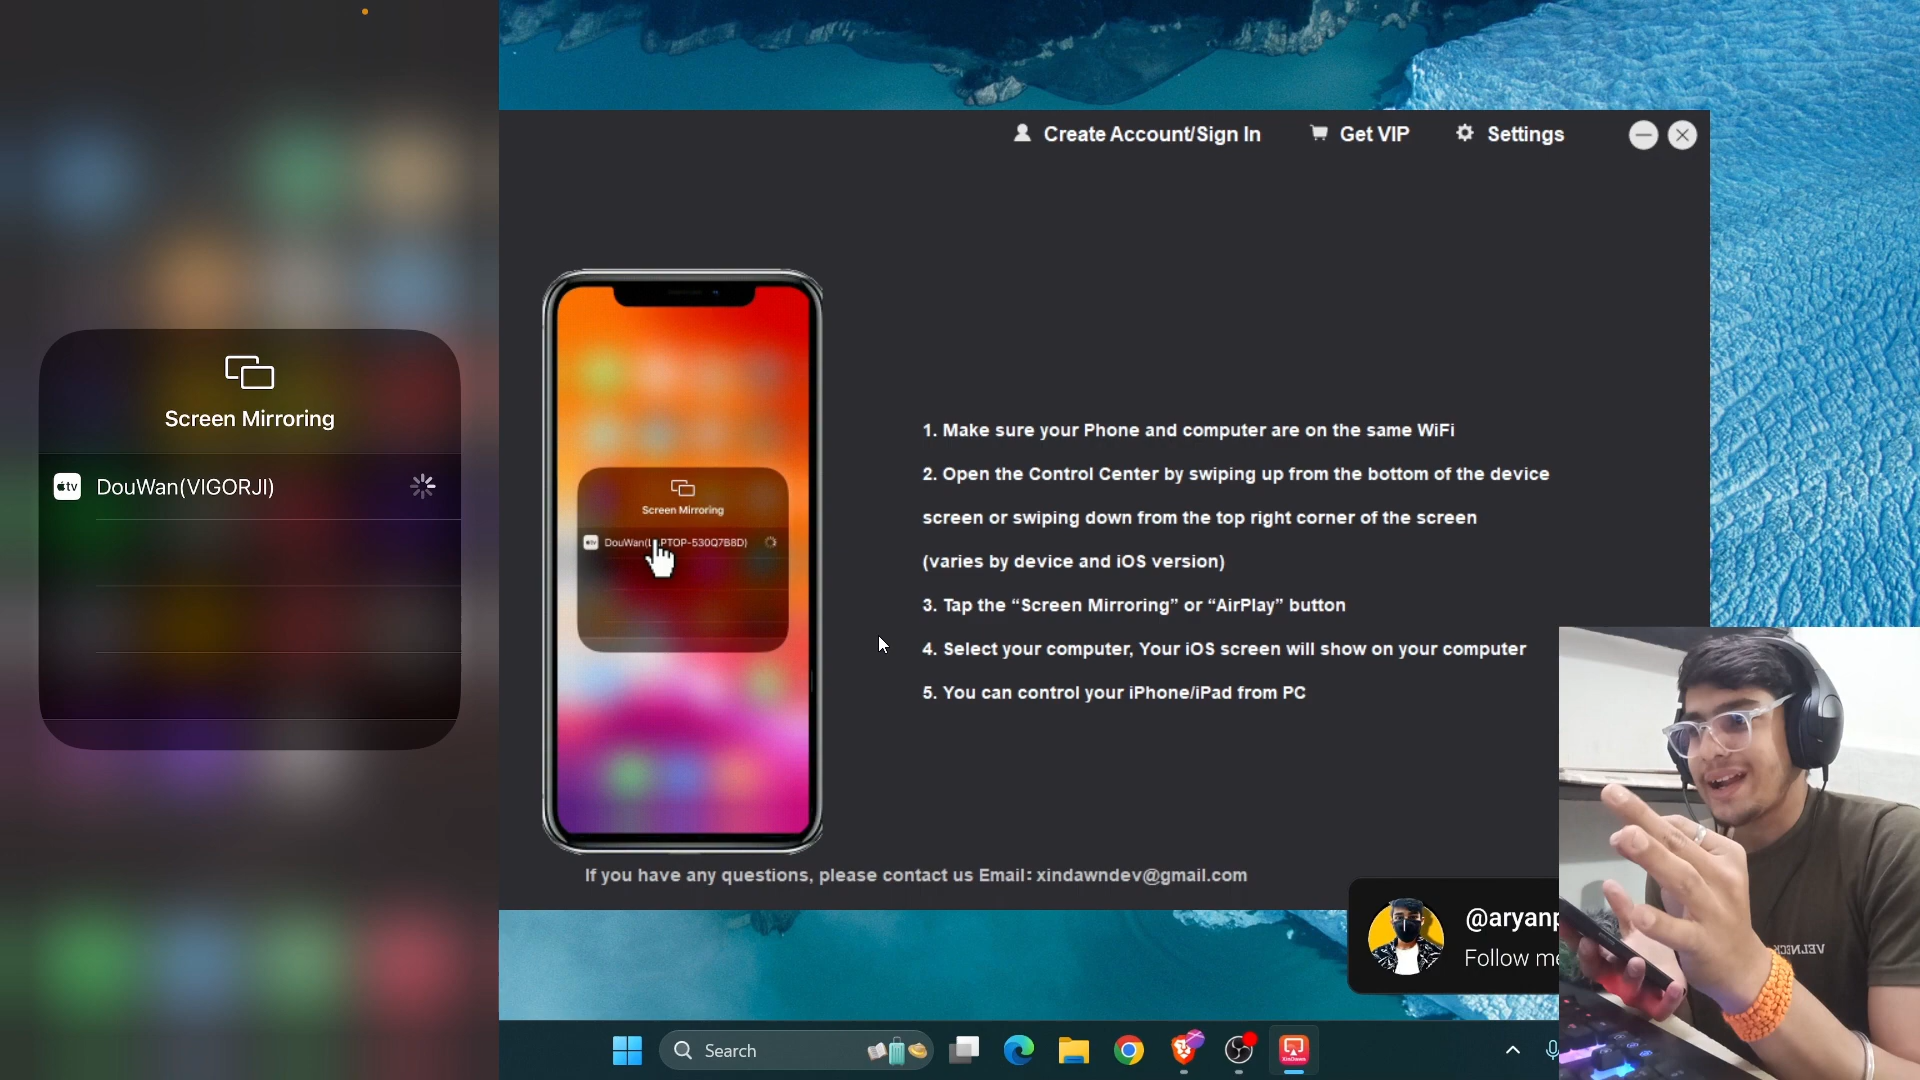 Screen Mirroring
tv
DouWan(VIGORJI)
Create Account/Sign In
Get VIP
Settings
Screen Mirroring
1. Make sure your Phone and computer are on the same WiFi
2. Open the Control Center by swiping up from the bottom of the device
screen or swiping down from the top right corner of the screen
(varies by device and iOS version)
3. Tap the “Screen Mirroring” or “AirPlay” button
4. Select your computer, Your iOS screen will show on your computer
5. You can control your iPhone/iPad from PC
If you have any questions, please contact us Email: xindawndev@gmail.com
@aryanp
Follow me
Search
XinDawn